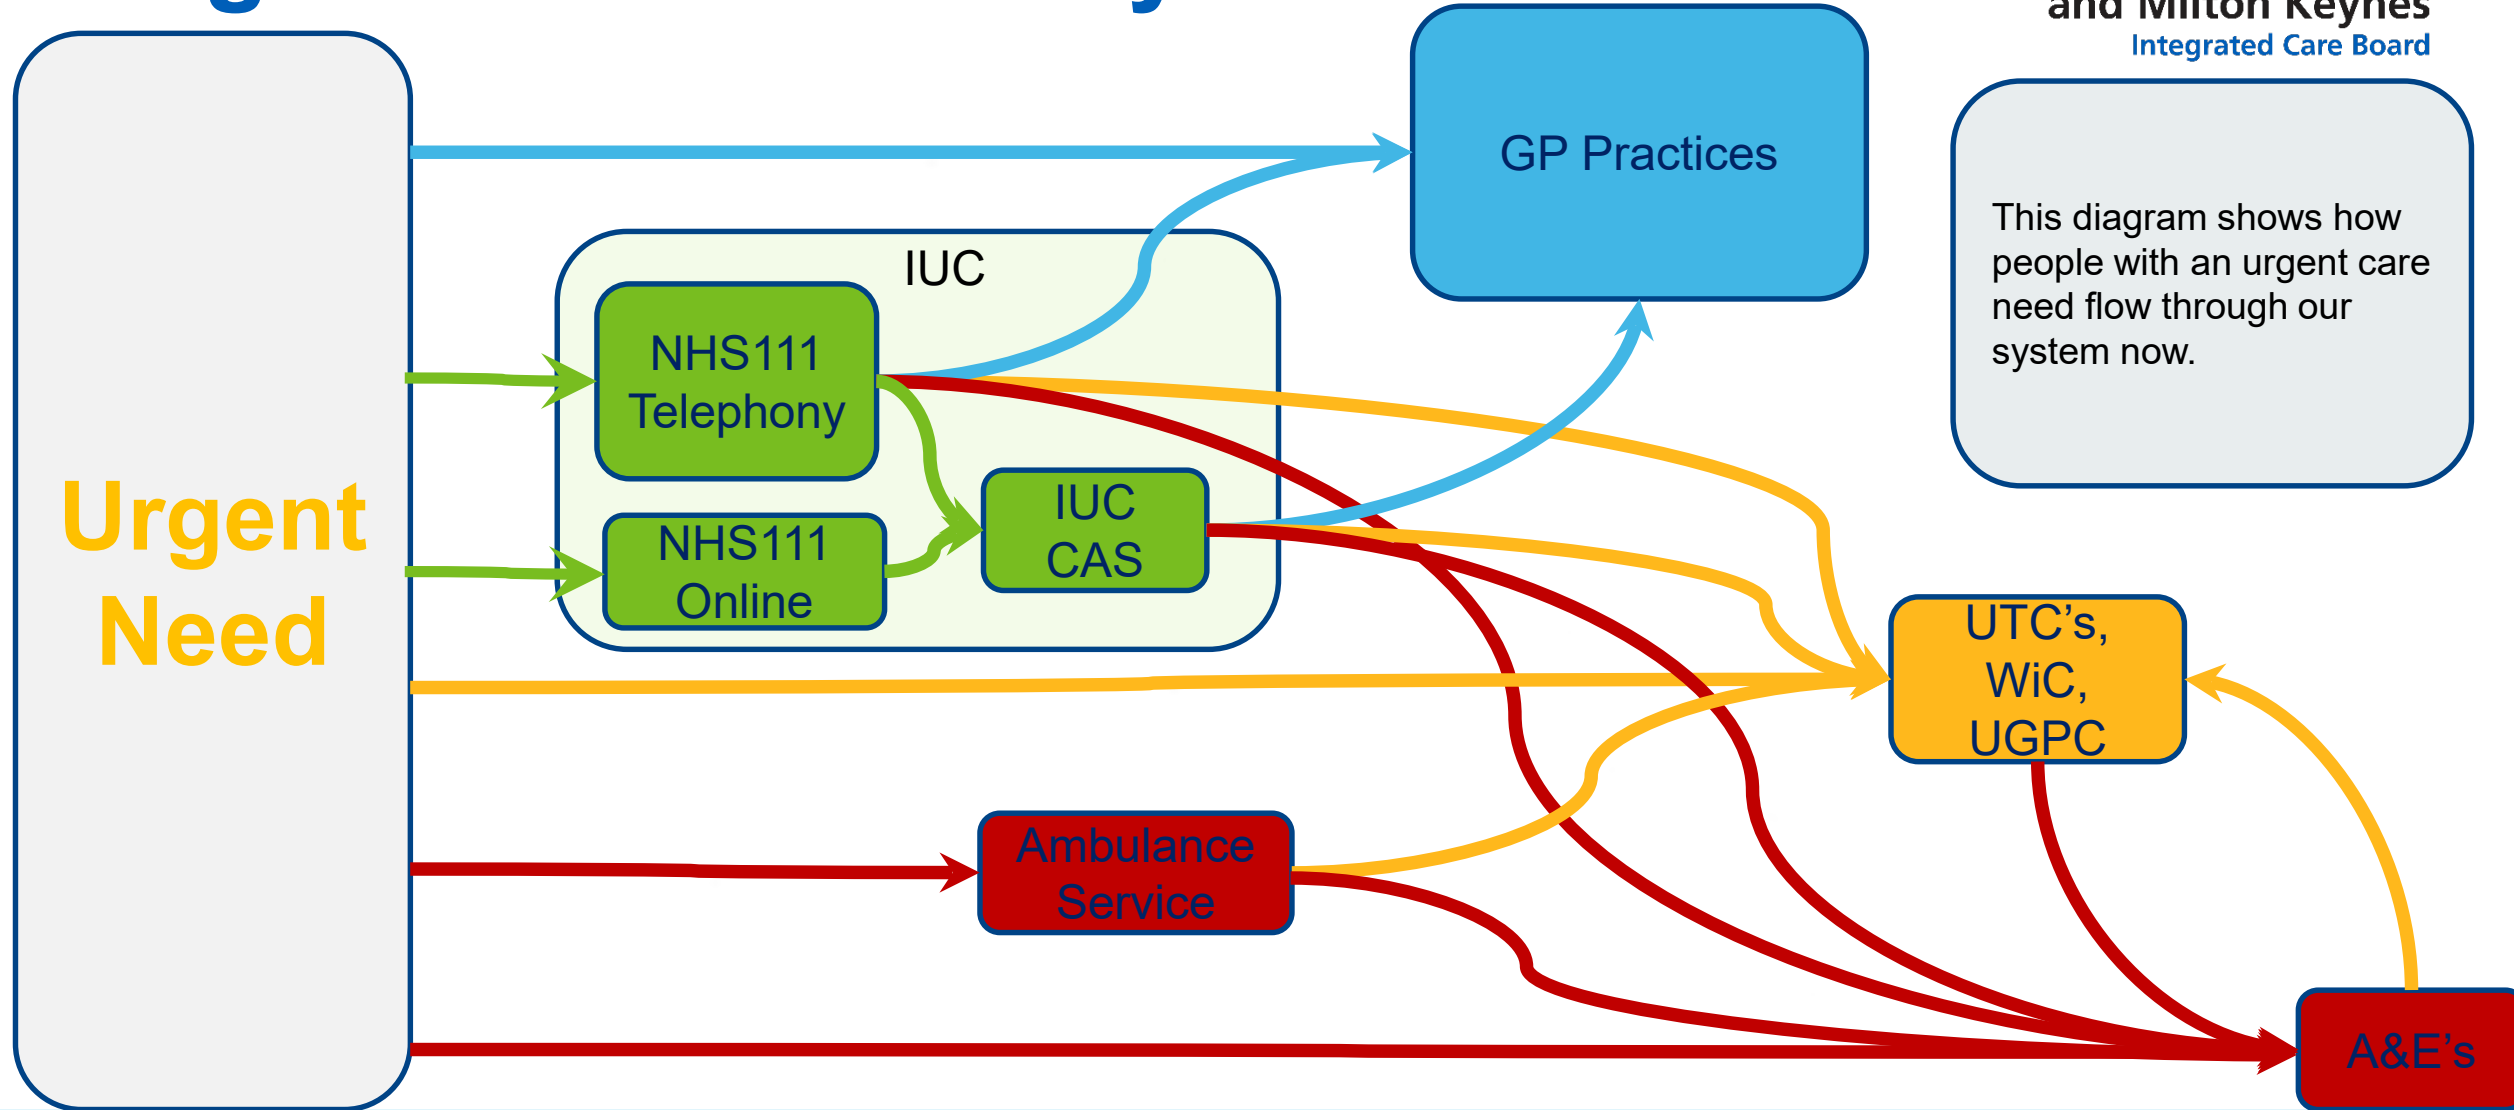 and Milton Keynes
Integrated Care Board
GP Practices
This diagram shows how
people with an urgent care
need flow through our
system now.
IUC
NHS111
Telephony
NHS111
Online
IUC
CAS
Urgent
Need
UTC’s,
WiC,
UGPC
Ambulance
Service
A&E’s